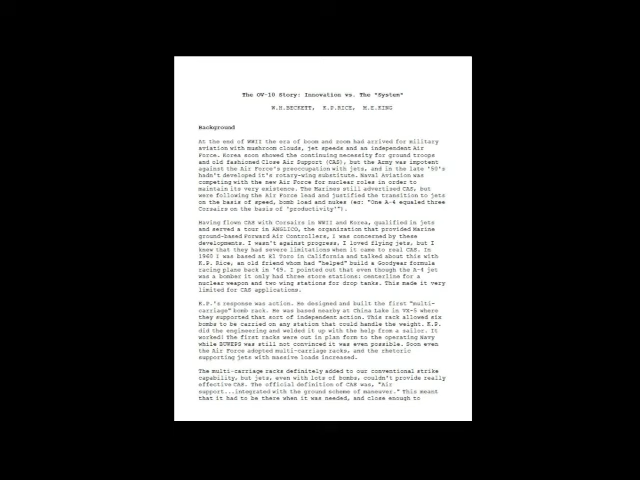 The OV-10 Story: Innovation vs. The "System"
W.H.BECKETT, K.P.RICE, M.E.KING
Background
At the end of WWII the era of boom and zoom had arrived for military
aviation with mushroom clouds, jet speeds and an independent Air
Force. Korea soon showed the continuing necessity for ground troops
and old fashioned Close Air Support (CAS), but the Army was impotent
against the Air Force's preoccupation with jets, and in the late '50's
hadn't developed it's rotary-wing substitute. Naval Aviation was
competing with the new Air Force for nuclear roles in order to
maintain its very existence. The Marines still advertised CAS, but
were following the Air Force lead and justified the transition to jets
on the basis of speed, bomb load and nukes (ex: "One A-4 equaled three
Corsairs on the basis of 'productivity'").
Having flown CAS with Corsairs in WWII and Korea, qualified in jets
and served a tour in ANGLICO, the organization that provided Marine
ground-based Forward Air Controllers, I was concerned by these
developments. I wasn't against progress, I loved flying jets, but I
knew that they had severe limitations when it came to real CAS. In
1960 I was based at El Toro in California and talked about this with
K.P. Rice, an old friend whom had "helped" build a Goodyear formula
racing plane back in '49. I pointed out that even though the A-4 jet
was a bomber it only had three store stations: centerline for a
nuclear weapon and two wing stations for drop tanks. This made it very
limited for CAS applications.
K.P.'s response was action. He designed and built the first "multi-
carriage" bomb rack. He was based nearby at China Lake in VX-5 where
they supported that sort of independent action. This rack allowed six
bombs to be carried on any station that could handle the weight. K.P.
did the engineering and welded it up with the help from a sailor. It
worked! The first racks were out in plan form to the operating Navy
while BUWEPS was still not convinced it was even possible. Soon even
the Air Force adopted multi-carriage racks, and the rhetoric
supporting jets with massive loads increased.
The multi-carriage racks definitely added to our conventional strike
capability, but jets, even with lots of bombs, couldn't provide really
effective CAS. The official definition of CAS was, "Air
support...integrated with the ground scheme of maneuver." This meant
that it had to be there when it was needed, and close enough to